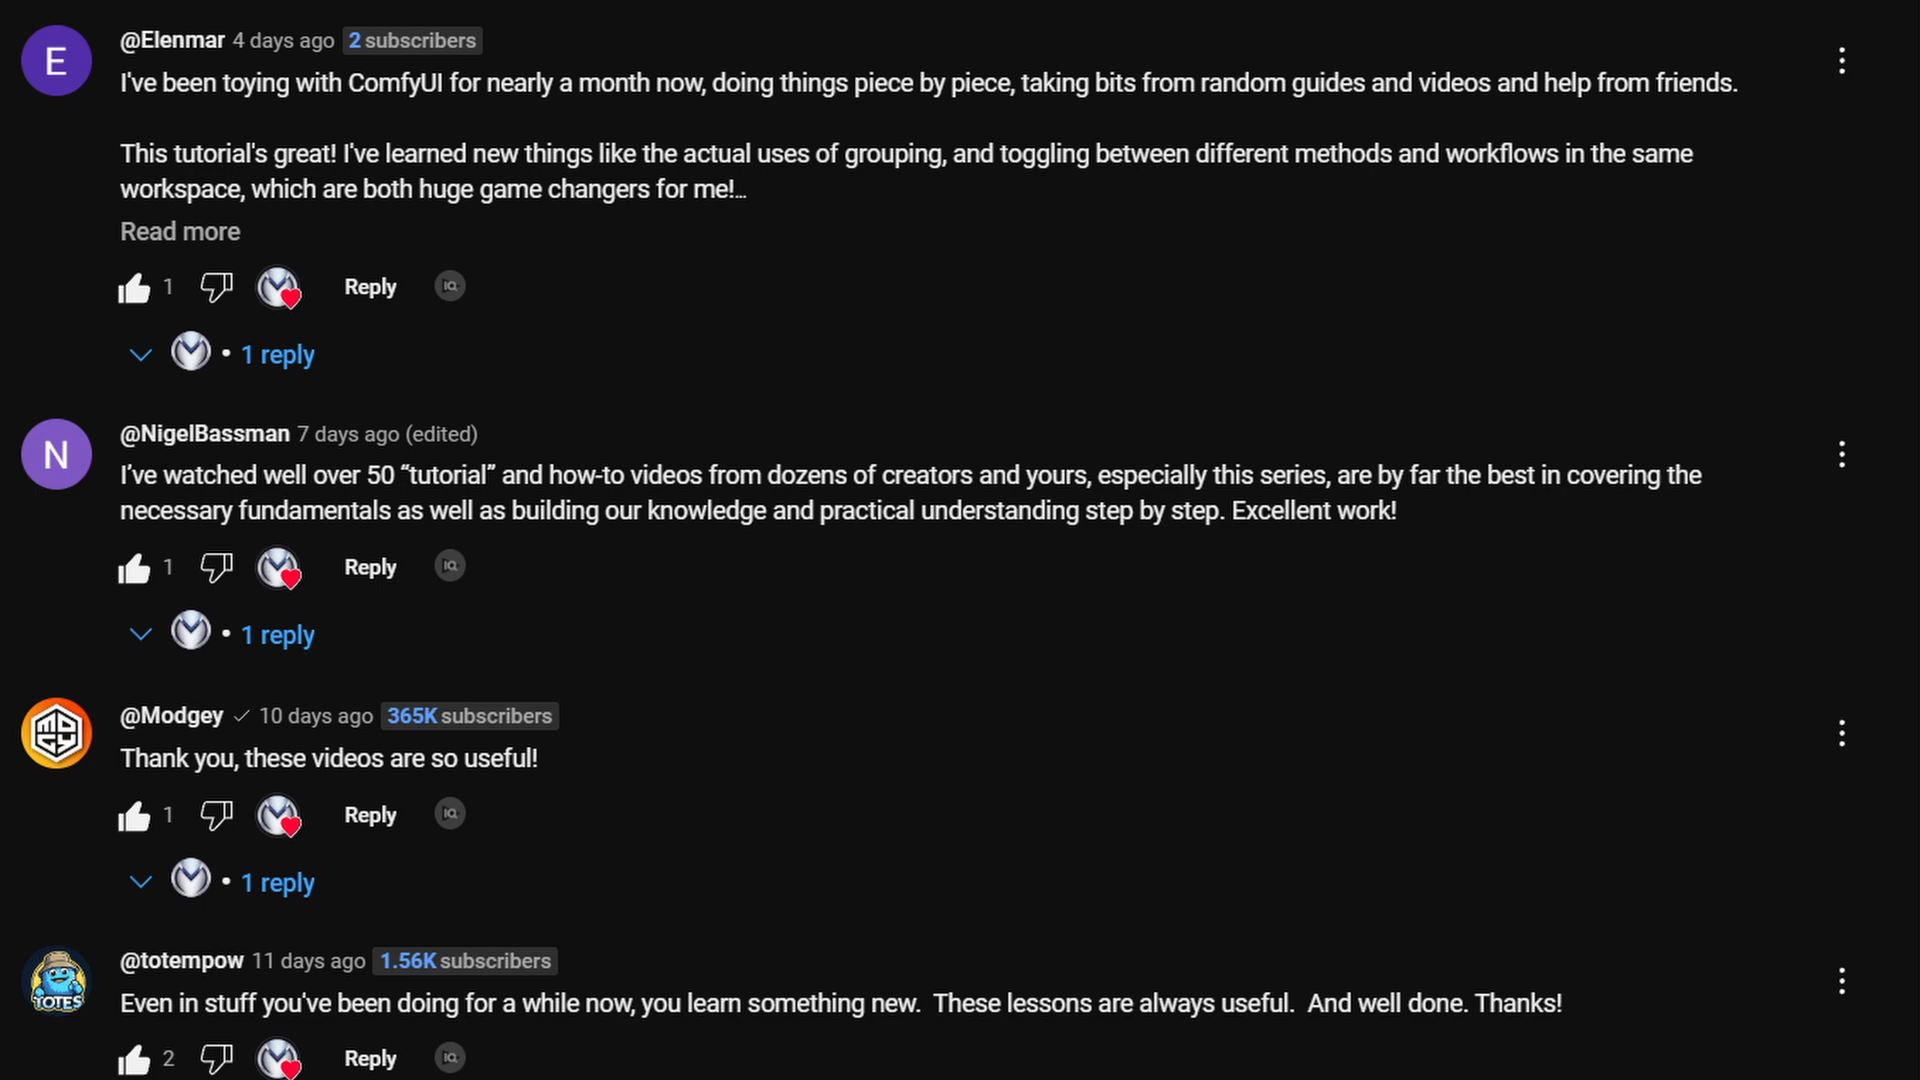 E
@Elenmar 4 days ago 2 subscribers
I've been toying with ComfyUI for nearly a month now, doing things piece by piece, taking bits from random guides and videos and help from friends.
This tutorial's great! I've learned new things like the actual uses of grouping, and toggling between different methods and workflows in the same
workspace, which are both huge game changers for me!...
Read more
1 Reply IQ
• 1 reply
N
@NigelBassman 7 days ago (edited)
I’ve watched well over 50 “tutorial” and how-to videos from dozens of creators and yours, especially this series, are by far the best in covering the
necessary fundamentals as well as building our knowledge and practical understanding step by step. Excellent work!
1 Reply IQ
• 1 reply
@Modgey 10 days ago 365K subscribers
Thank you, these videos are so useful!
1 Reply IQ
• 1 reply
TOTES
@totempow 11 days ago 1.56K subscribers
Even in stuff you've been doing for a while now, you learn something new.  These lessons are always useful.  And well done. Thanks!
2 Reply IQ